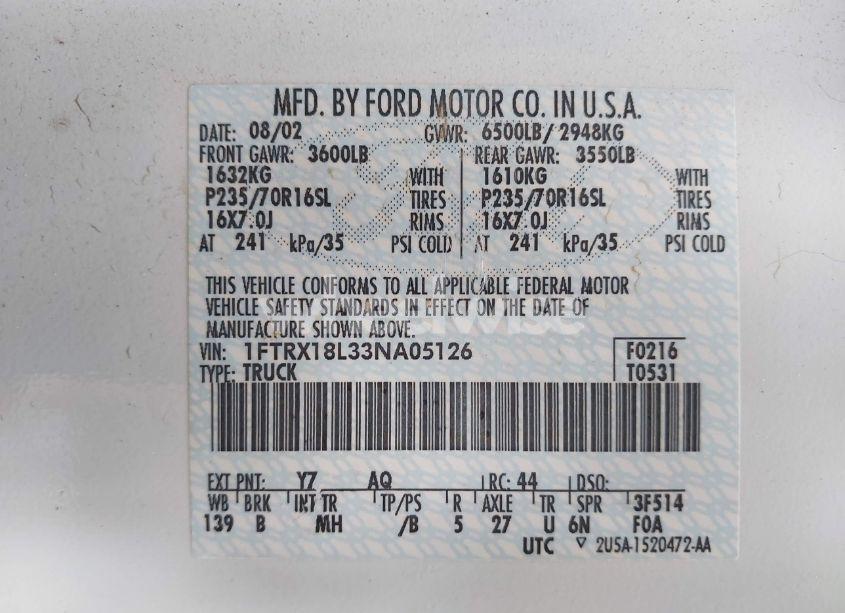 MFD. BY FORD MOTOR CO. IN U.S.A.
DATE: 08/02 GVWR: 6500LB/ 2948KG
FRONT GAWR: 3600LB REAR GAWR: 3550LB
1632KG WITH 1610KG WITH
P235/70R16SL TIRES P235/70R16SL TIRES
16X7.0J RIMS 16X7.0J RIMS
AT 241 kPa/35 PSI COLD AT 241 kPa/35 PSI COLD
THIS VEHICLE CONFORMS TO ALL APPLICABLE FEDERAL MOTOR
VEHICLE SAFETY STANDARDS IN EFFECT ON THE DATE OF
MANUFACTURE SHOWN ABOVE.
VIN: 1FTRX18L33NA05126 F0216
TYPE: TRUCK T0531
EXT PNT: Y7 AQ RC: 44 DSO:
WB BRK INT TR TP/PS R AXLE TR SPR 3F514
139 B MH /B 5 27 U 6N F0A
UTC ▽ 2U5A-1520472-AA